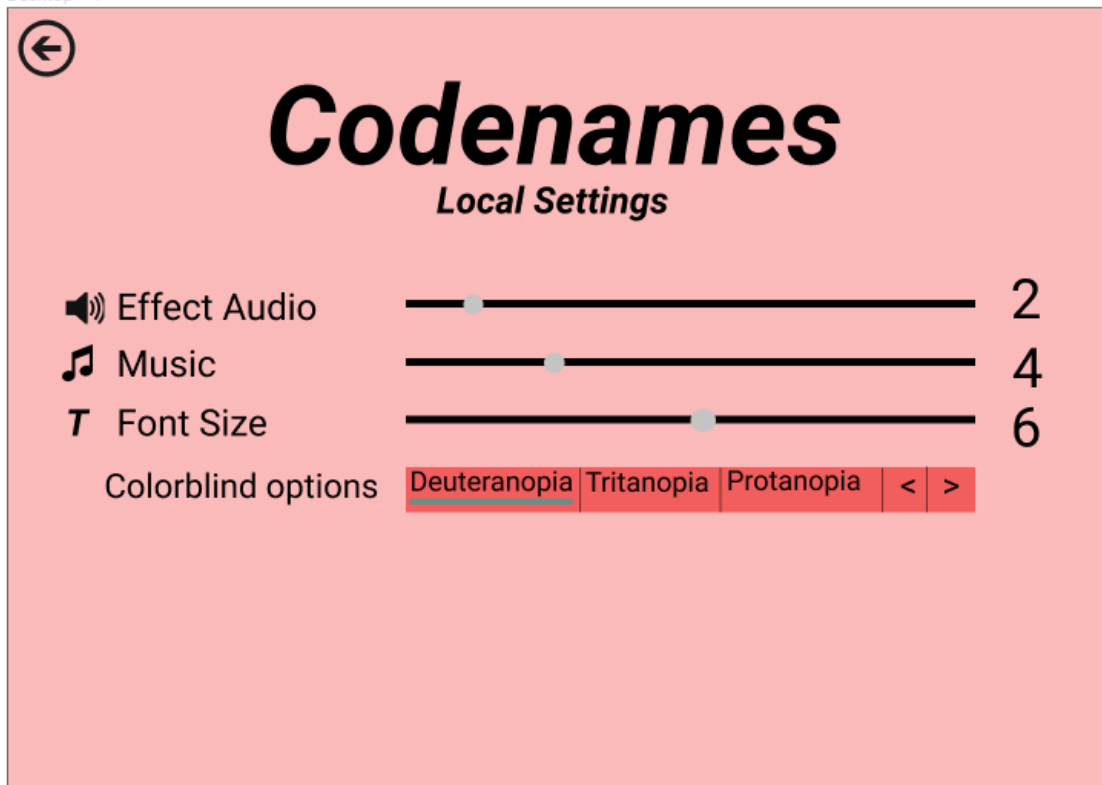 Codenames
Local Settings
Effect Audio 2
Music 4
T Font Size 6
Colorblind options Deuteranopia Tritanopia Protanopia < >